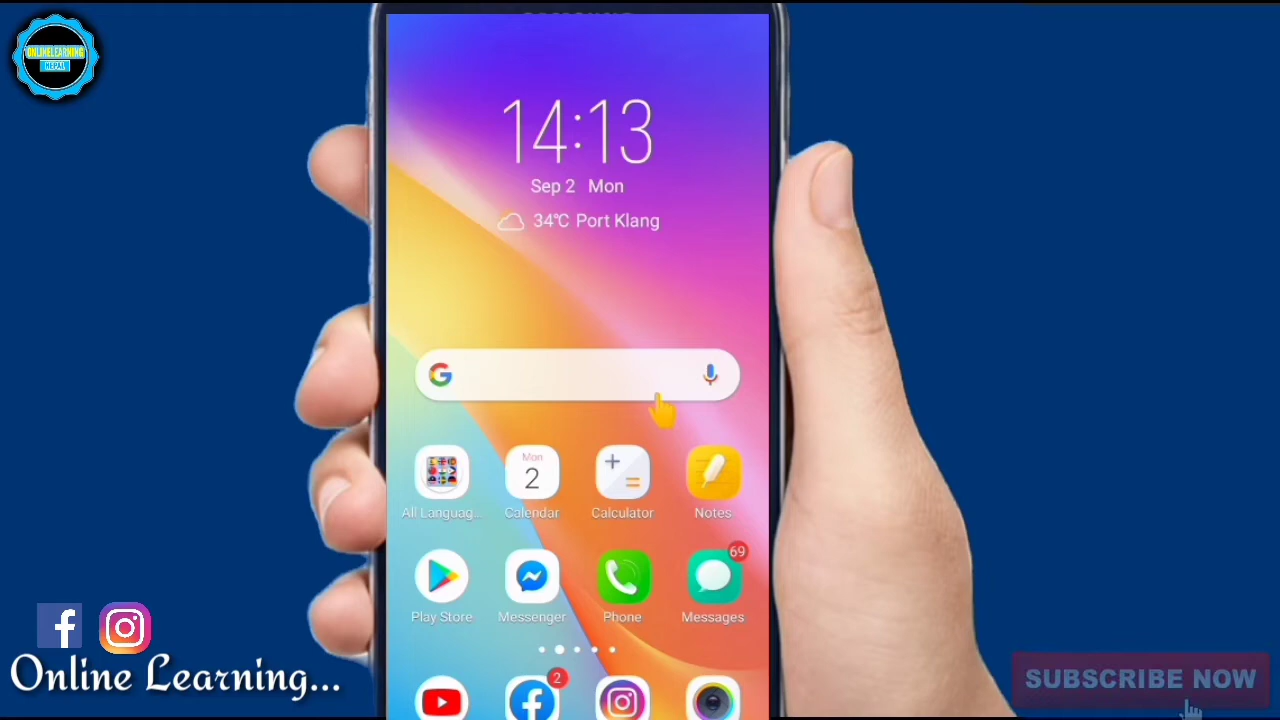 ONLINELEARNING
NEPAL
14:13
Sep 2 Mon
34℃ Port Klang
Mon
2
All Languag...
Calendar
Calculator
Notes
69
Play Store
Messenger
Phone
Messages
2
Online Learning...
SUBSCRIBE NOW